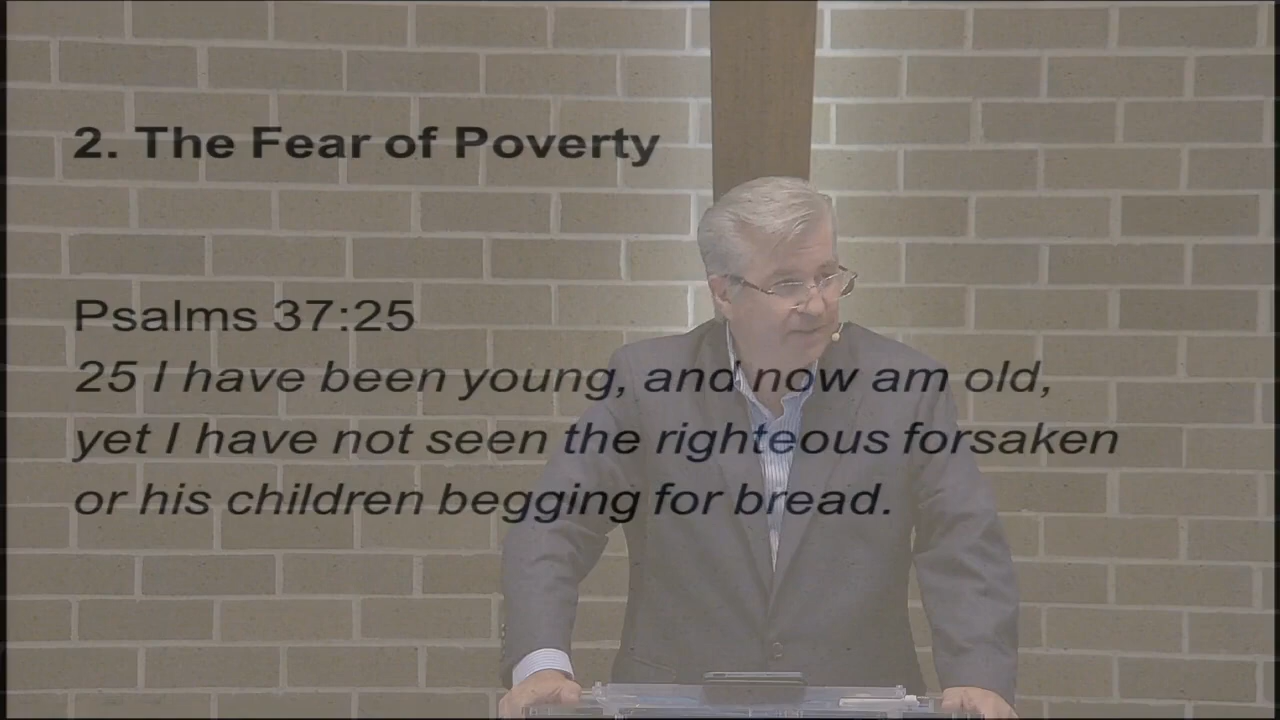 2. The Fear of Poverty
Psalms 37:25
25 I have been young, and now am old,
yet I have not seen the righteous forsaken
or his children begging for bread.